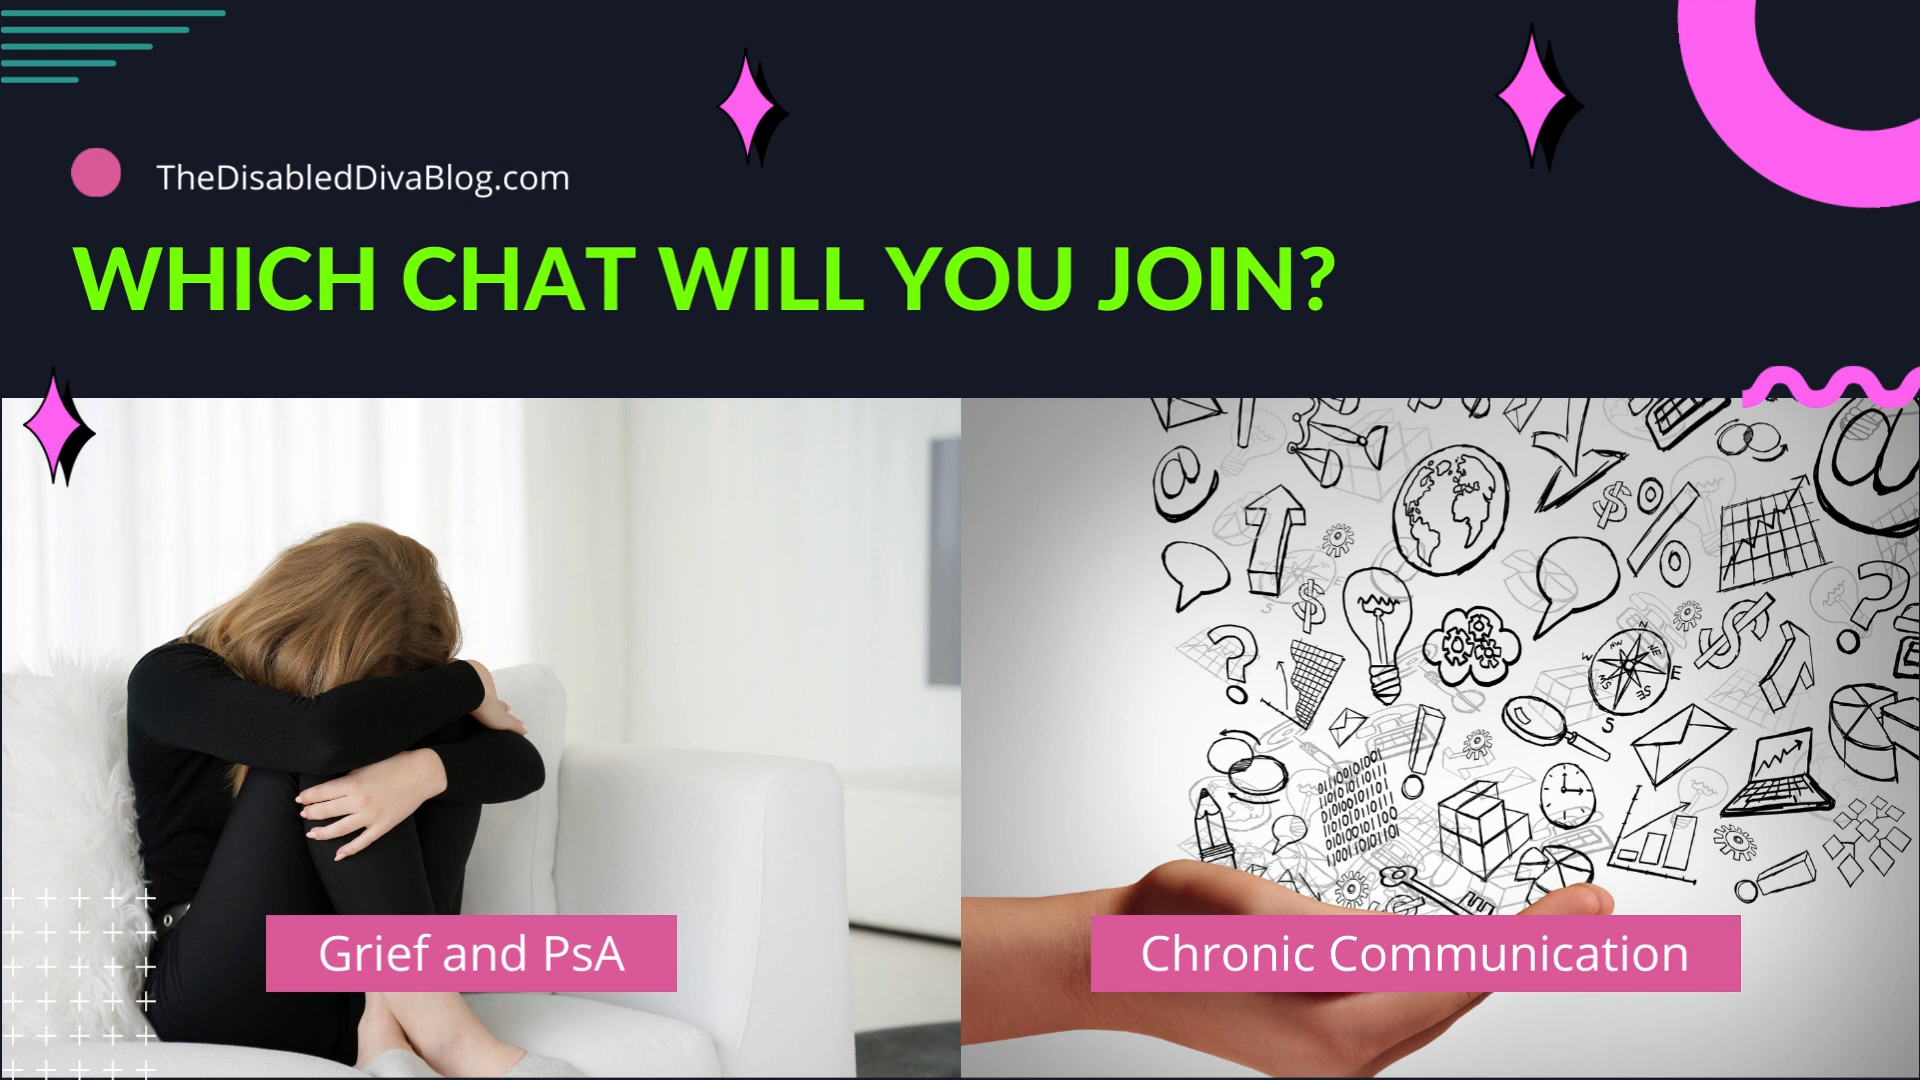 TheDisabledDivaBlog.com
WHICH CHAT WILL YOU JOIN?
Grief and PsA
Chronic Communication